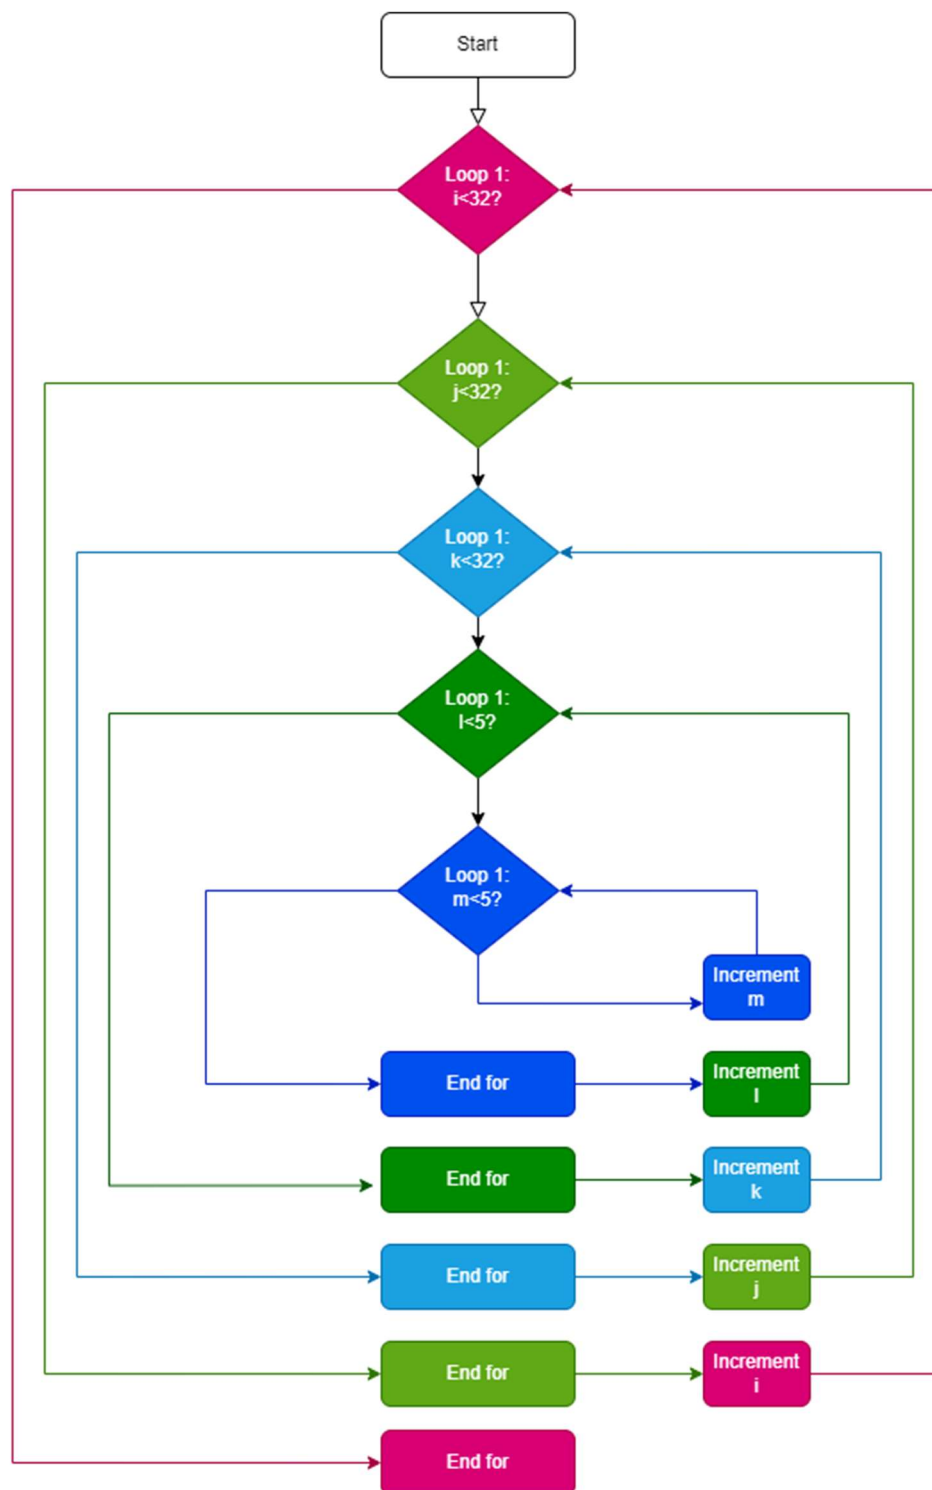 Start
Loop 1:
i<32?
Loop 1:
j<32?
Loop 1:
k<32?
Loop 1:
l<5?
Loop 1:
m<5?
Increment
m
End for
Increment
l
End for
Increment
k
End for
Increment
j
End for
Increment
i
End for